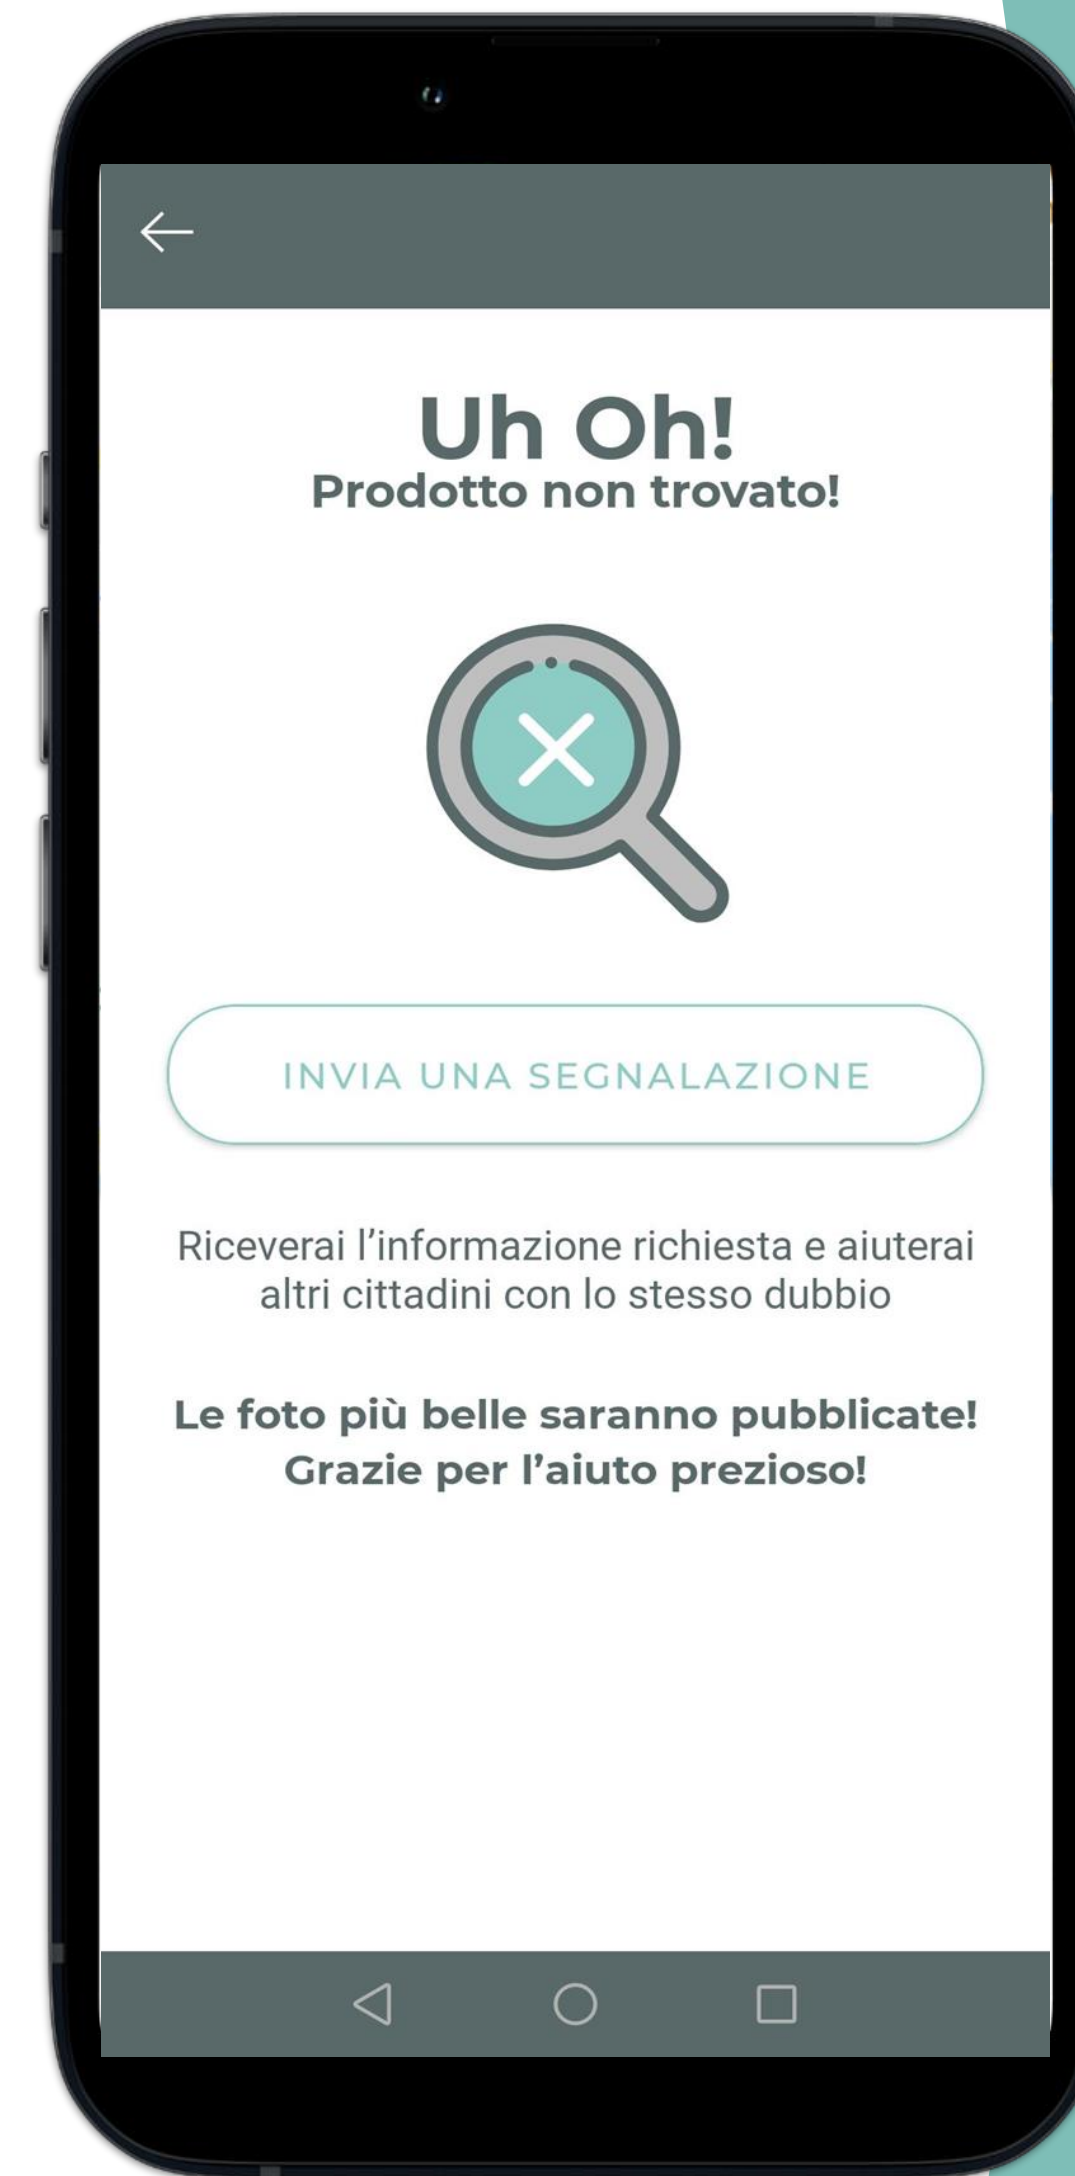 Uh Oh!
Prodotto non trovato!
INVIA UNA SEGNALAZIONE
Riceverai l’informazione richiesta e aiuterai
altri cittadini con lo stesso dubbio
Le foto più belle saranno pubblicate!
Grazie per l’aiuto prezioso!